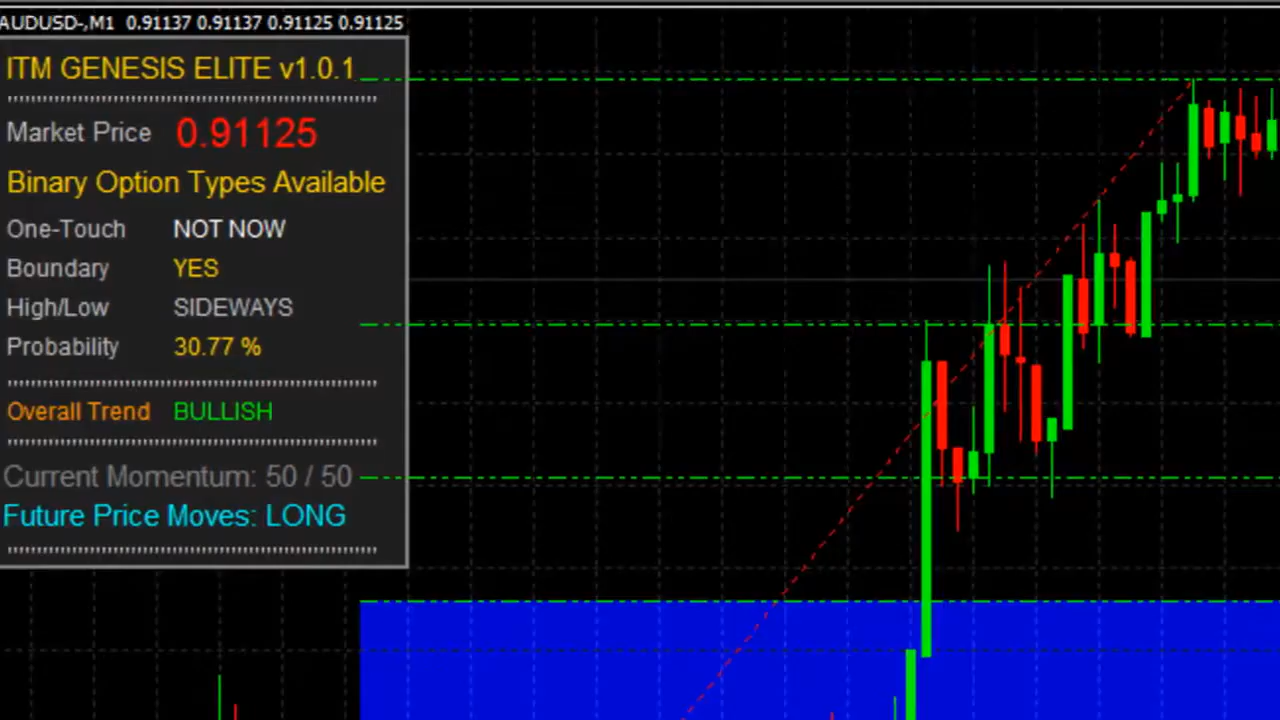 AUDUSD-,M1 0.91137 0.91137 0.91125 0.91125
ITM GENESIS ELITE v1.0.1
Market Price 0.91125
Binary Option Types Available
One-Touch NOT NOW
Boundary YES
High/Low SIDEWAYS
Probability 30.77 %
Overall Trend BULLISH
Current Momentum: 50 / 50
Future Price Moves: LONG